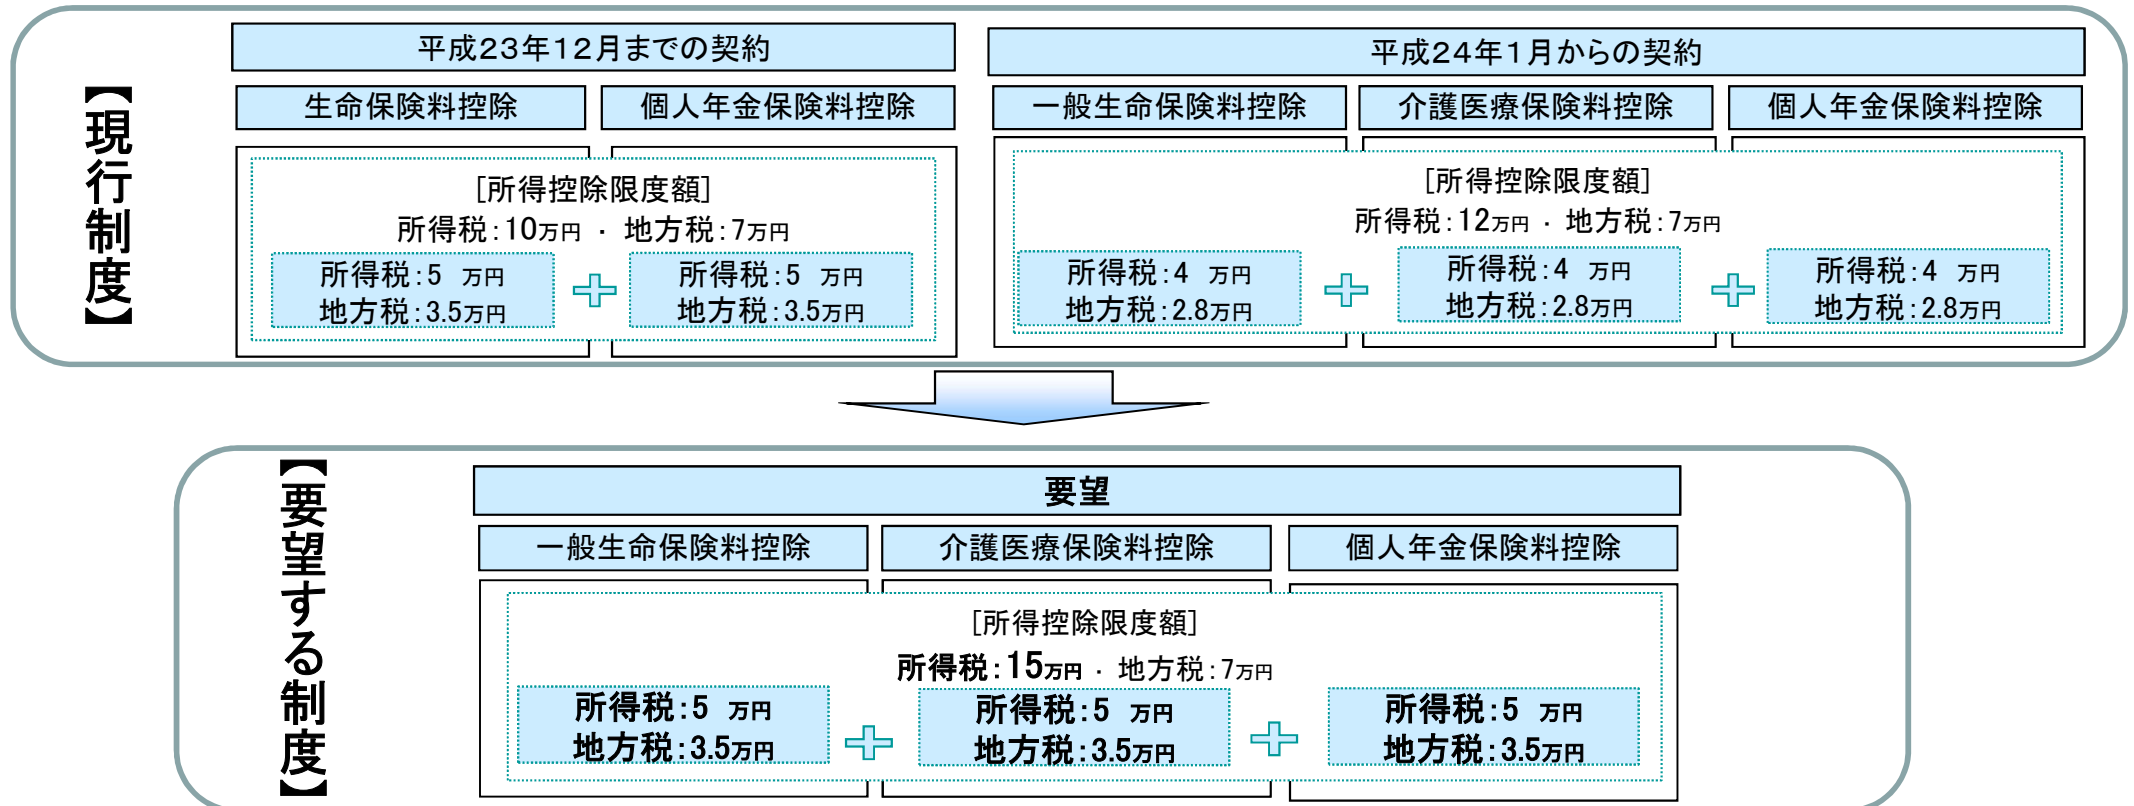 【現行制度】
平成23年12月までの契約
生命保険料控除
個人年金保険料控除
[所得控除限度額]
所得税:10万円 ・ 地方税:7万円
所得税:5 万円
地方税:3.5万円
所得税:5 万円
地方税:3.5万円
平成24年1月からの契約
一般生命保険料控除
介護医療保険料控除
個人年金保険料控除
[所得控除限度額]
所得税:12万円 ・ 地方税:7万円
所得税:4 万円
地方税:2.8万円
所得税:4 万円
地方税:2.8万円
所得税:4 万円
地方税:2.8万円
【要望する制度】
要望
一般生命保険料控除
介護医療保険料控除
個人年金保険料控除
[所得控除限度額]
所得税:15万円 ・ 地方税:7万円
所得税:5 万円
地方税:3.5万円
所得税:5 万円
地方税:3.5万円
所得税:5 万円
地方税:3.5万円